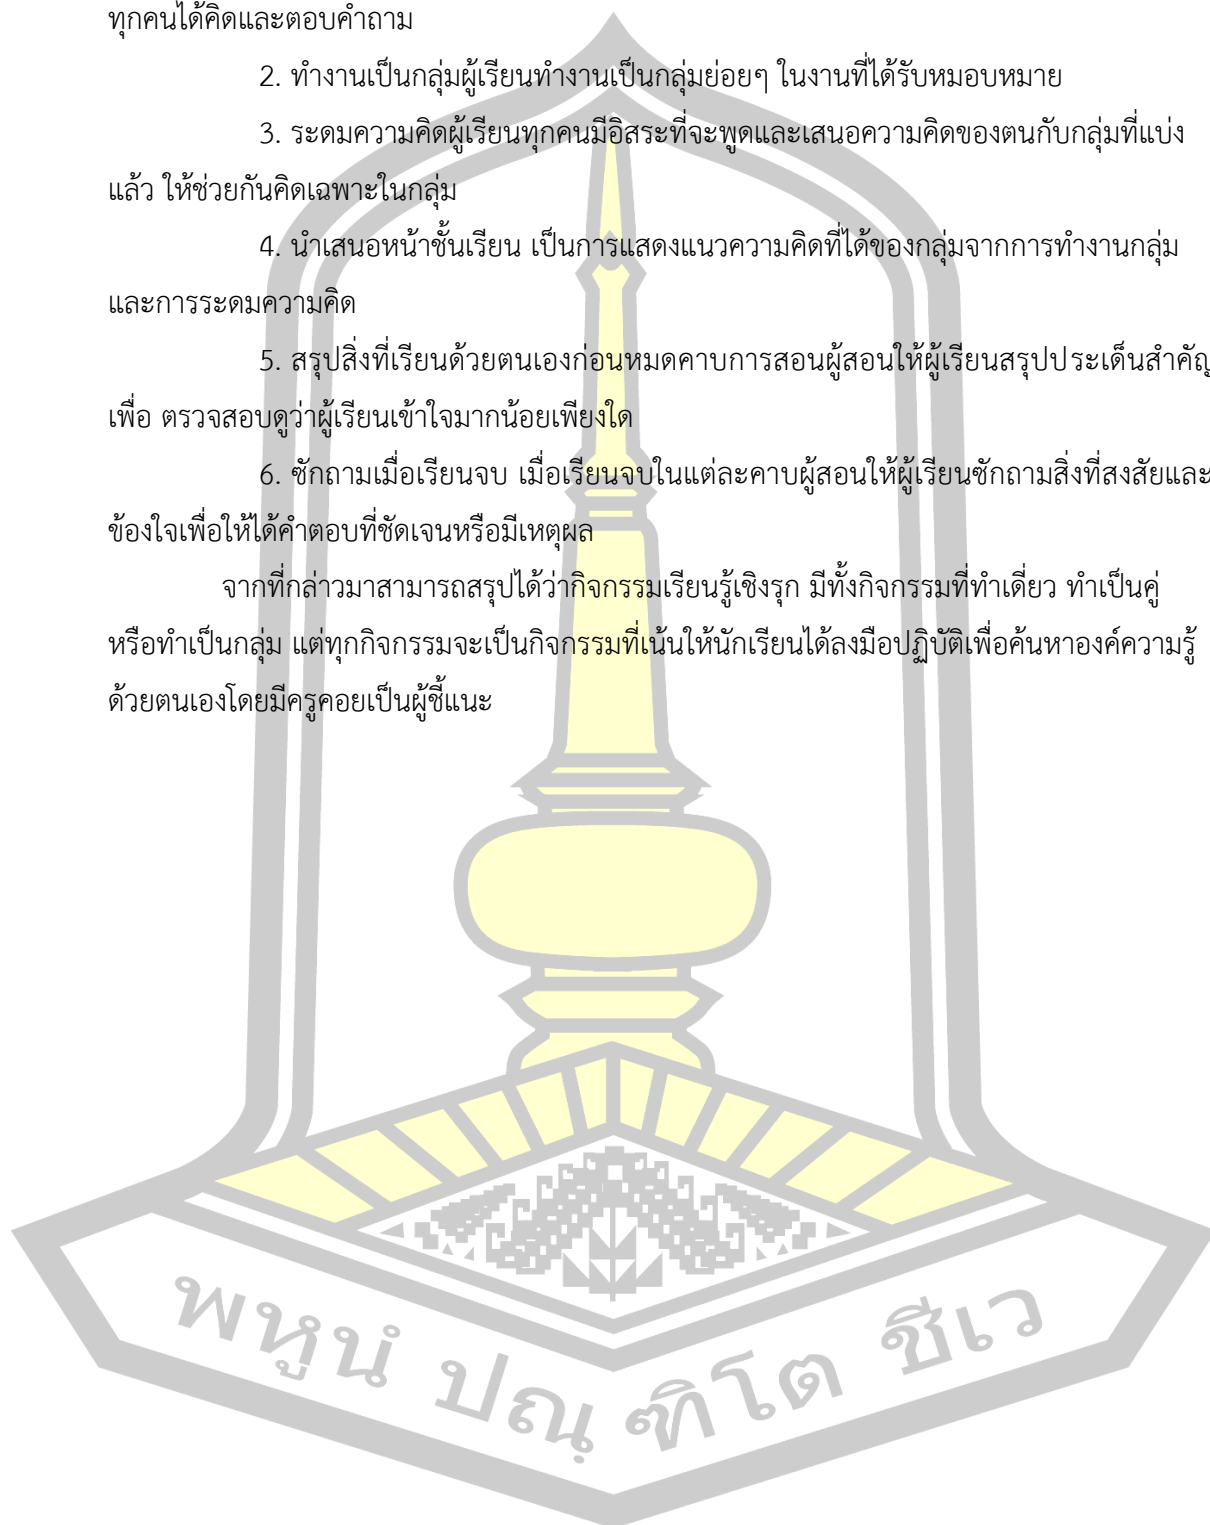 ทุกคนได้คิดและตอบคำถาม
2. ทำงานเป็นกลุ่มผู้เรียนทำงานเป็นกลุ่มย่อยๆ ในงานที่ได้รับหมอบหมาย
3. ระดมความคิดผู้เรียนทุกคนมีอิสระที่จะพูดและเสนอความคิดของตนกับกลุ่มที่แบ่ง
แล้ว ให้ช่วยกันคิดเฉพาะในกลุ่ม
4. นำเสนอหน้าชั้นเรียน เป็นการแสดงแนวความคิดที่ได้ของกลุ่มจากการทำงานกลุ่ม
และการระดมความคิด
5. สรุปสิ่งที่เรียนด้วยตนเองก่อนหมดคาบการสอนผู้สอนให้ผู้เรียนสรุปประเด็นสำคัญ
เพื่อ ตรวจสอบดูว่าผู้เรียนเข้าใจมากน้อยเพียงใด
6. ซักถามเมื่อเรียนจบ เมื่อเรียนจบในแต่ละคาบผู้สอนให้ผู้เรียนซักถามสิ่งที่สงสัยและ
ข้องใจเพื่อให้ได้คำตอบที่ชัดเจนหรือมีเหตุผล
จากที่กล่าวมาสามารถสรุปได้ว่ากิจกรรมเรียนรู้เชิงรุก มีทั้งกิจกรรมที่ทำเดี่ยว ทำเป็นคู่
หรือทำเป็นกลุ่ม แต่ทุกกิจกรรมจะเป็นกิจกรรมที่เน้นให้นักเรียนได้ลงมือปฏิบัติเพื่อค้นหาองค์ความรู้
ด้วยตนเองโดยมีครูคอยเป็นผู้ชี้แนะ
พหูนํ ปณฺฑิโต ชีเว